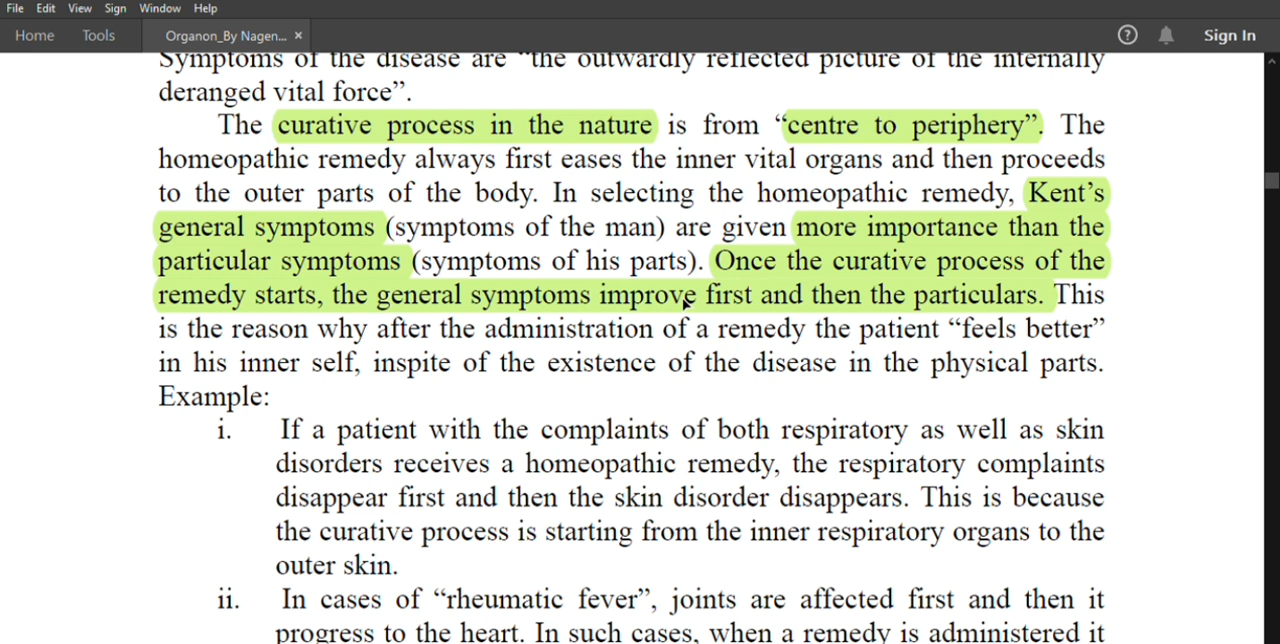 File Edit View Sign Window Help
Home Tools Organon_By Nagen... × ? Sign In
Symptoms of the disease are “the outwardly reflected picture of the internally
deranged vital force”.
The curative process in the nature is from “centre to periphery”. The
homeopathic remedy always first eases the inner vital organs and then proceeds
to the outer parts of the body. In selecting the homeopathic remedy, Kent’s
general symptoms (symptoms of the man) are given more importance than the
particular symptoms (symptoms of his parts). Once the curative process of the
remedy starts, the general symptoms improve first and then the particulars. This
is the reason why after the administration of a remedy the patient “feels better”
in his inner self, inspite of the existence of the disease in the physical parts.
Example:
i. If a patient with the complaints of both respiratory as well as skin
disorders receives a homeopathic remedy, the respiratory complaints
disappear first and then the skin disorder disappears. This is because
the curative process is starting from the inner respiratory organs to the
outer skin.
ii. In cases of “rheumatic fever”, joints are affected first and then it
progress to the heart. In such cases, when a remedy is administered it